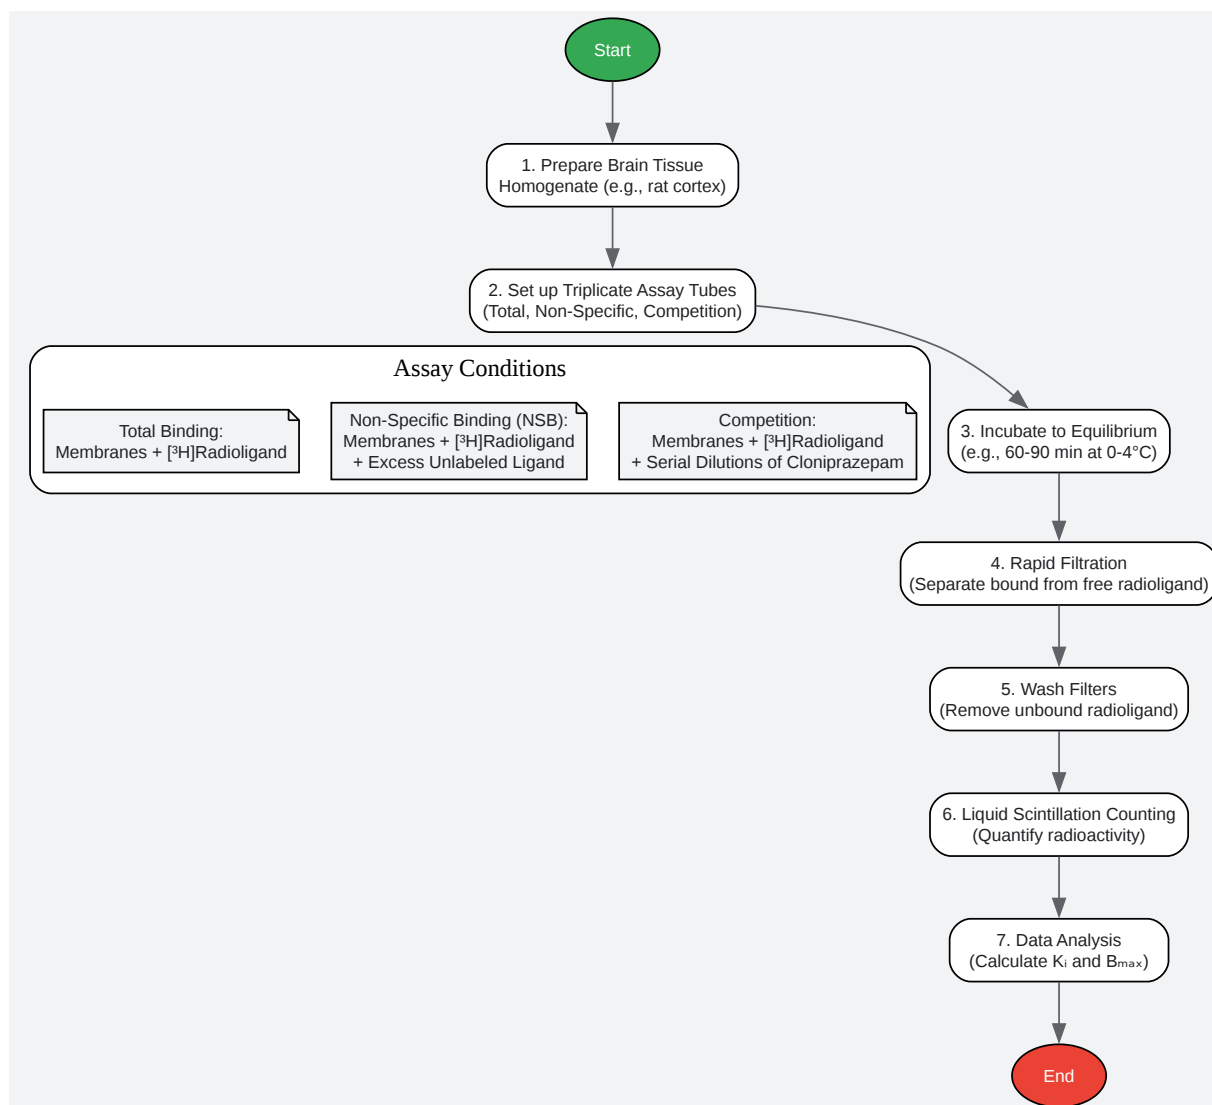 Start
1. Prepare Brain Tissue
Homogenate (e.g., rat cortex)
2. Set up Triplicate Assay Tubes
(Total, Non-Specific, Competition)
Assay Conditions
Total Binding:
Membranes + [³H]Radioligand
Non-Specific Binding (NSB):
Membranes + [³H]Radioligand
+ Excess Unlabeled Ligand
Competition:
Membranes + [³H]Radioligand
+ Serial Dilutions of Cloniprazepam
3. Incubate to Equilibrium
(e.g., 60-90 min at 0-4°C)
4. Rapid Filtration
(Separate bound from free radioligand)
5. Wash Filters
(Remove unbound radioligand)
6. Liquid Scintillation Counting
(Quantify radioactivity)
7. Data Analysis
(Calculate Kᵢ and Bₘₐₓ)
End